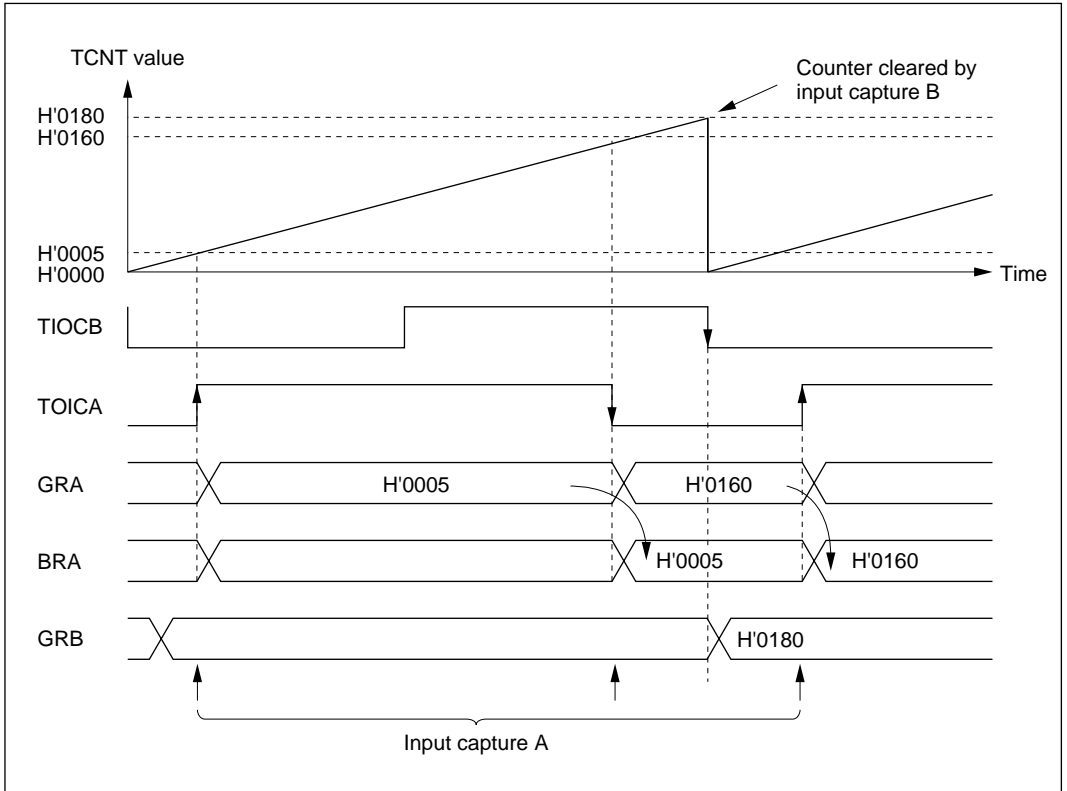 TCNT value
Counter cleared by
input capture B
H'0180
H'0160
H'0005
H'0000
Time
TIOCB
TOICA
GRA
H'0005
H'0160
BRA
H'0005
H'0160
GRB
H'0180
Input capture A